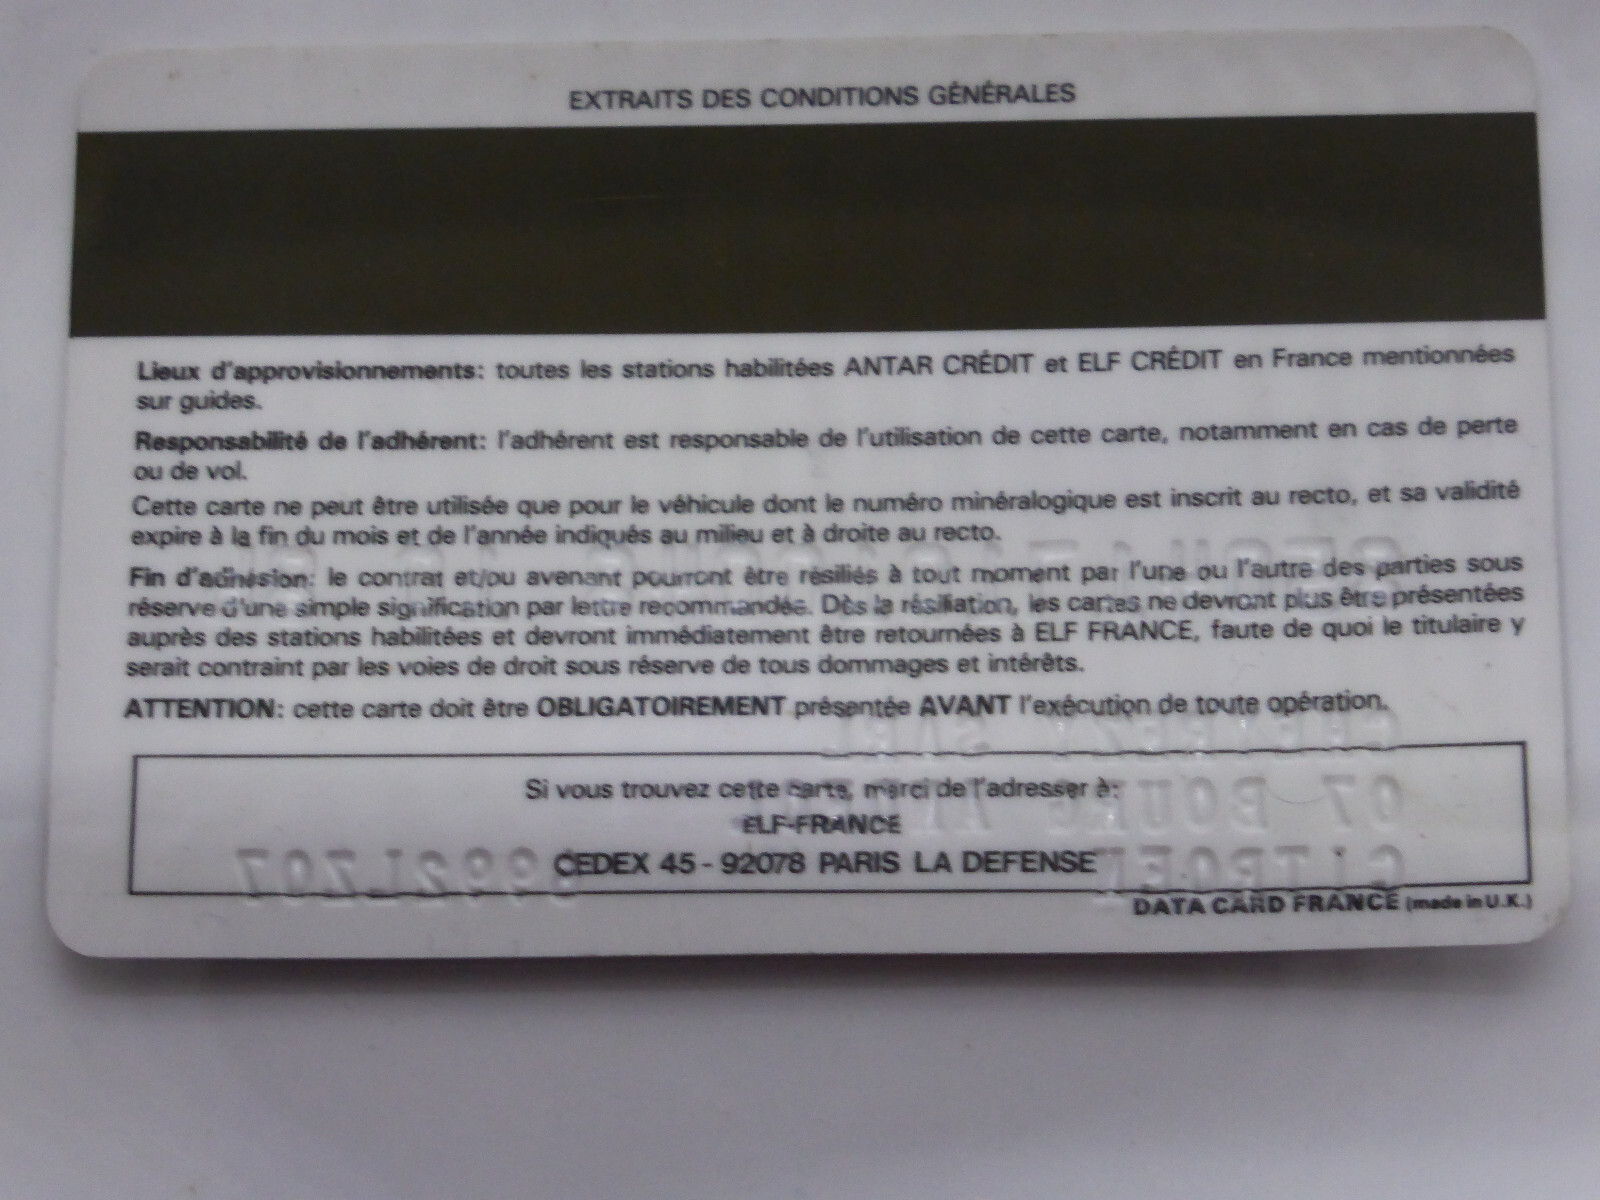 EXTRAITS DES CONDITIONS GÉNÉRALES
Lieux d'approvisionnements: toutes les stations habilitées ANTAR CRÉDIT et ELF CRÉDIT en France mentionnées
sur guides.
Responsabilité de l'adhérent: l'adhérent est responsable de l'utilisation de cette carte, notamment en cas de perte
ou de vol.
Cette carte ne peut être utilisée que pour le véhicule dont le numéro minéralogique est inscrit au recto, et sa validité
expire à la fin du mois et de l'année indiqués au milieu et à droite au recto.
Fin d'adhésion: le contrat et/ou avenant pourront être résiliés à tout moment par l'une ou l'autre des parties sous
réserve d'une simple signification par lettre recommandée. Dès la résiliation, les cartes ne devront plus être présentées
auprès des stations habilitées et devront immédiatement être retournées à ELF FRANCE, faute de quoi le titulaire y
serait contraint par les voies de droit sous réserve de tous dommages et intérêts.
ATTENTION: cette carte doit être OBLIGATOIREMENT présentée AVANT l'exécution de toute opération.
Si vous trouvez cette carte, merci de l'adresser à:
ELF-FRANCE
CEDEX 45 - 92078 PARIS LA DEFENSE
DATA CARD FRANCE (made in U.K.)